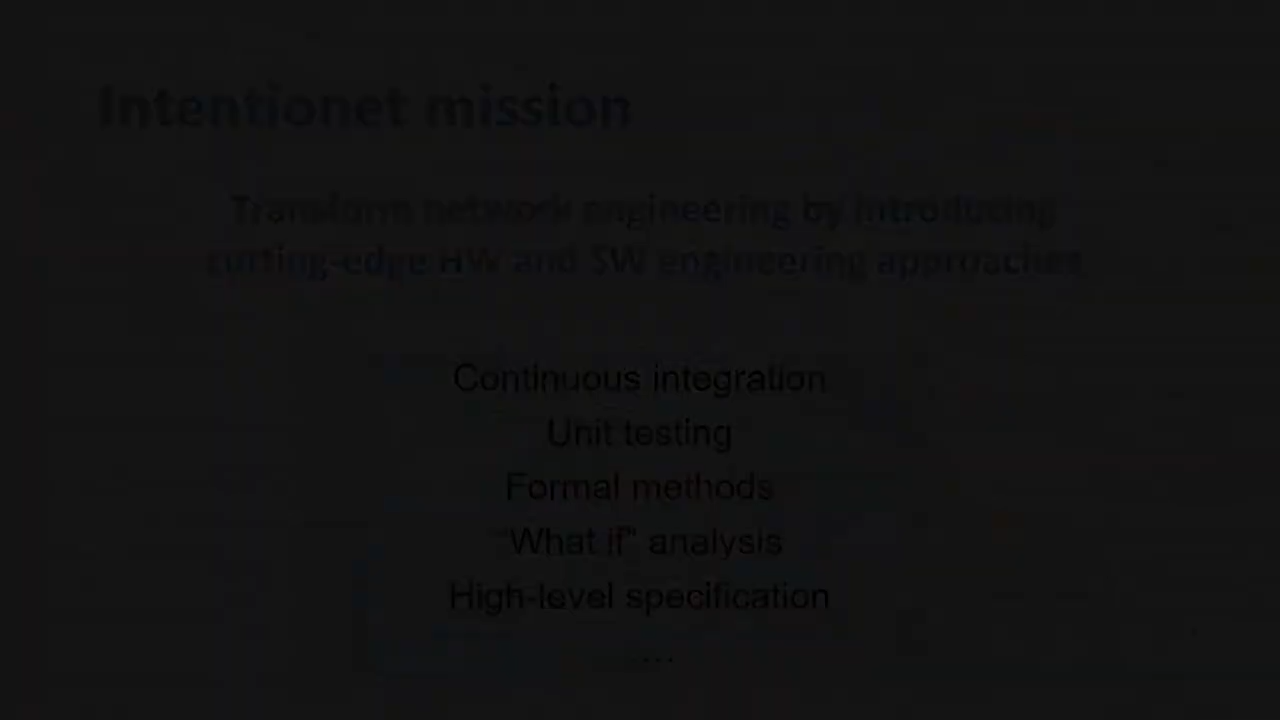 Intentionet mission
Transform network engineering by introducing
cutting-edge HW and SW engineering approaches
Continuous integration
Unit testing
Formal methods
"What if" analysis
High-level specification
...